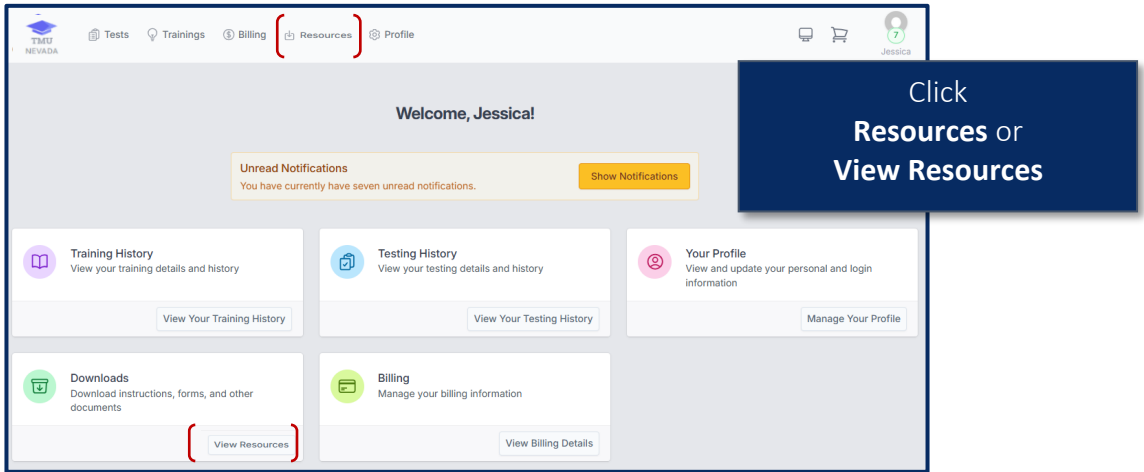 TMU
NEVADA
Tests Trainings Billing Resources Profile
7
Jessica
Click
Resources or
View Resources
Welcome, Jessica!
Unread Notifications
You have currently have seven unread notifications.
Show Notifications
Training History
View your training details and history
View Your Training History
Testing History
View your testing details and history
View Your Testing History
Your Profile
View and update your personal and login
information
Manage Your Profile
Downloads
Download instructions, forms, and other
documents
View Resources
Billing
Manage your billing information
View Billing Details